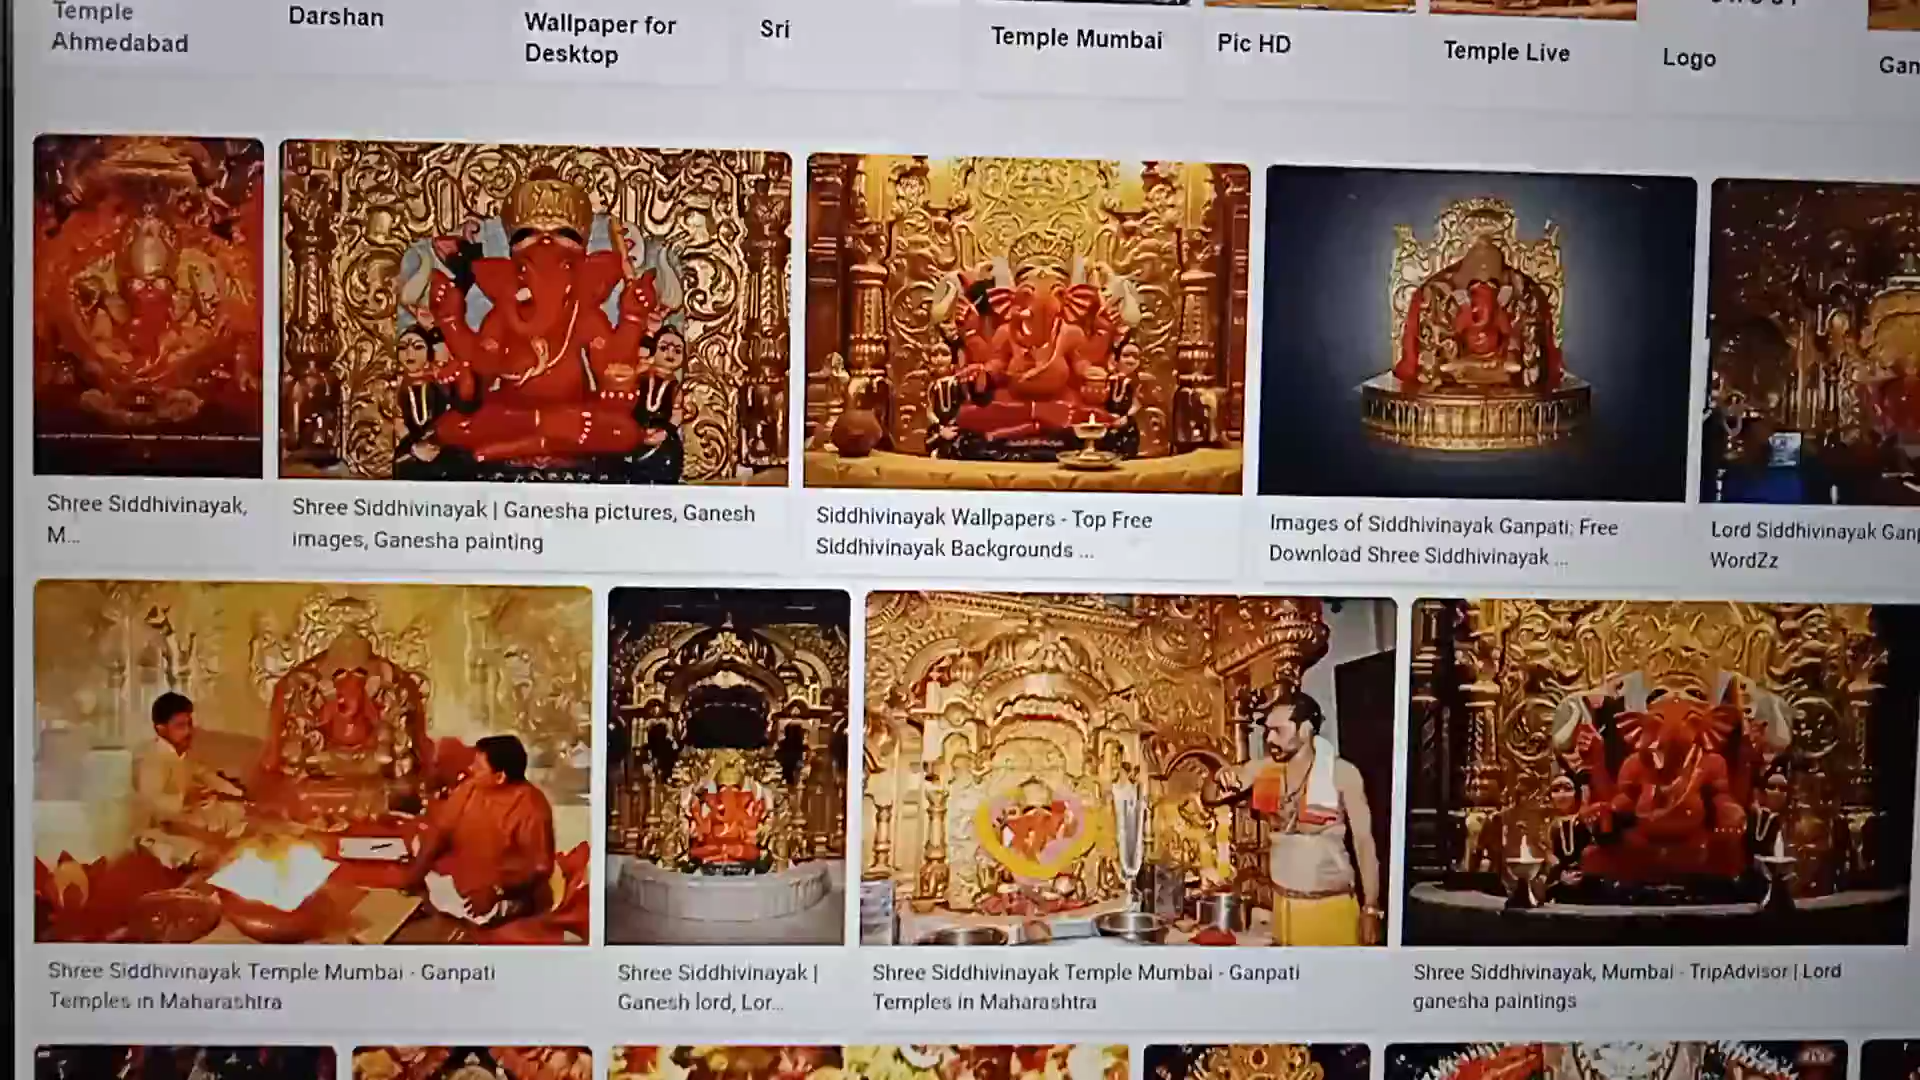 Temple
Ahmedabad
Darshan
Wallpaper for
Desktop
Sri
Temple Mumbai
Pic HD
Temple Live
Logo
Gan
Shree Siddhivinayak,
M...
Shree Siddhivinayak | Ganesha pictures, Ganesh
images, Ganesha painting
Siddhivinayak Wallpapers - Top Free
Siddhivinayak Backgrounds ...
Images of Siddhivinayak Ganpati: Free
Download Shree Siddhivinayak ...
Lord Siddhivinayak Gan
WordZz
Shree Siddhivinayak Temple Mumbai - Ganpati
Temples in Maharashtra
Shree Siddhivinayak |
Ganesh lord, Lor...
Shree Siddhivinayak Temple Mumbai - Ganpati
Temples in Maharashtra
Shree Siddhivinayak, Mumbai - TripAdvisor | Lord
ganesha paintings